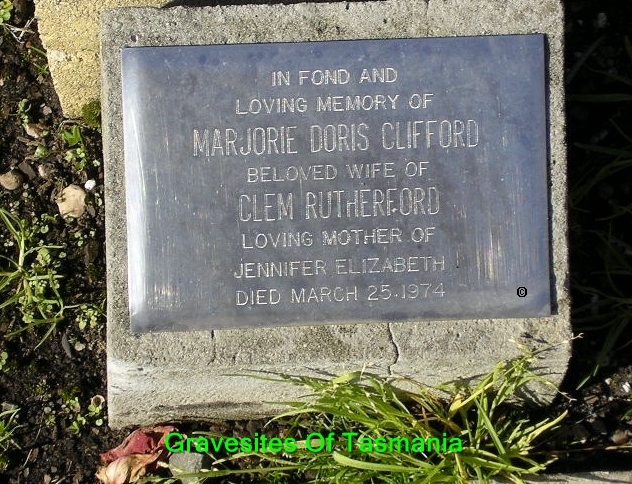 IN FOND AND
LOVING MEMORY OF
MARJORIE DORIS CLIFFORD
BELOVED WIFE OF
CLEM RUTHERFORD
LOVING MOTHER OF
JENNIFER ELIZABETH
DIED MARCH 25.1974
©
Gravesites Of Tasmania